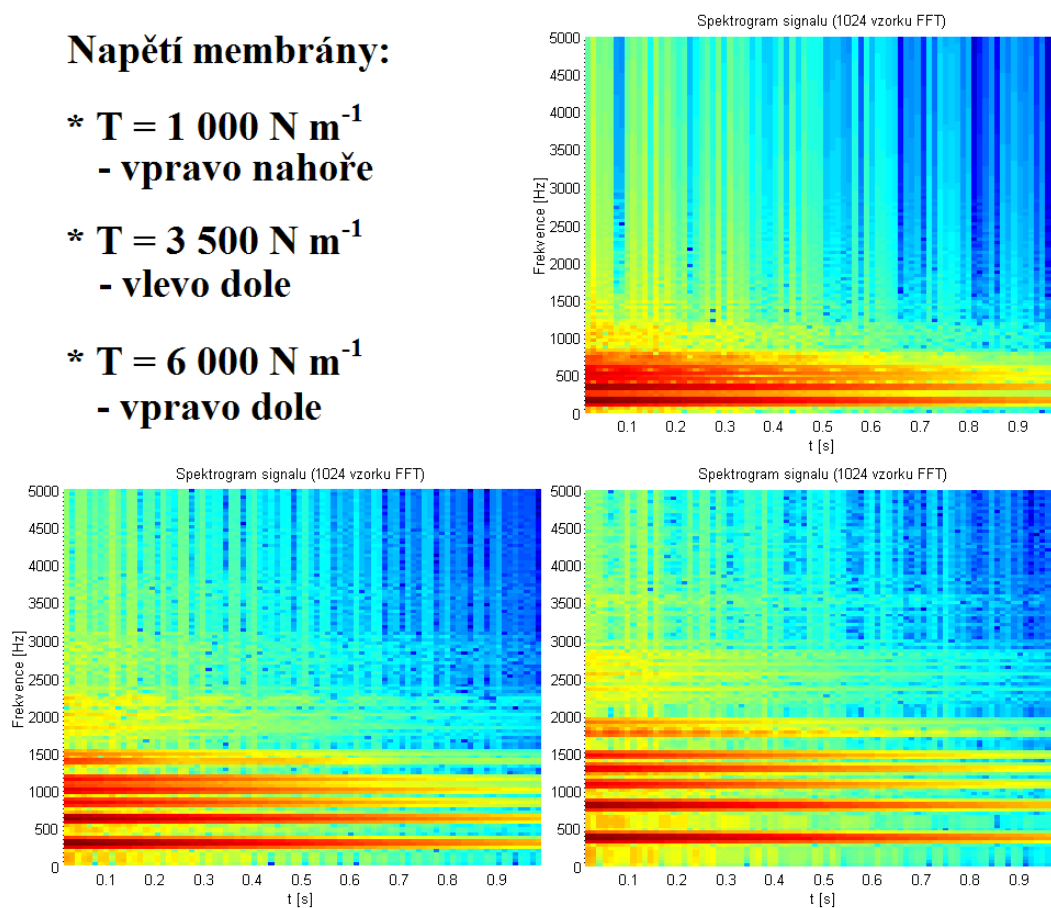 Napětí membrány:
* T = 1 000 N m-1
- vpravo nahoře
* T = 3 500 N m-1
- vlevo dole
* T = 6 000 N m-1
- vpravo dole
Spektrogram signalu (1024 vzorku FFT)
5000
4500
4000
3500
3000
2500
2000
1500
1000
500
0
Frekvence [Hz]
0.1 0.2 0.3 0.4 0.5 0.6 0.7 0.8 0.9
t [s]
Spektrogram signalu (1024 vzorku FFT)
5000
4500
4000
3500
3000
2500
2000
1500
1000
500
0
Frekvence [Hz]
0.1 0.2 0.3 0.4 0.5 0.6 0.7 0.8 0.9
t [s]
Spektrogram signalu (1024 vzorku FFT)
5000
4500
4000
3500
3000
2500
2000
1500
1000
500
0
0.1 0.2 0.3 0.4 0.5 0.6 0.7 0.8 0.9
t [s]